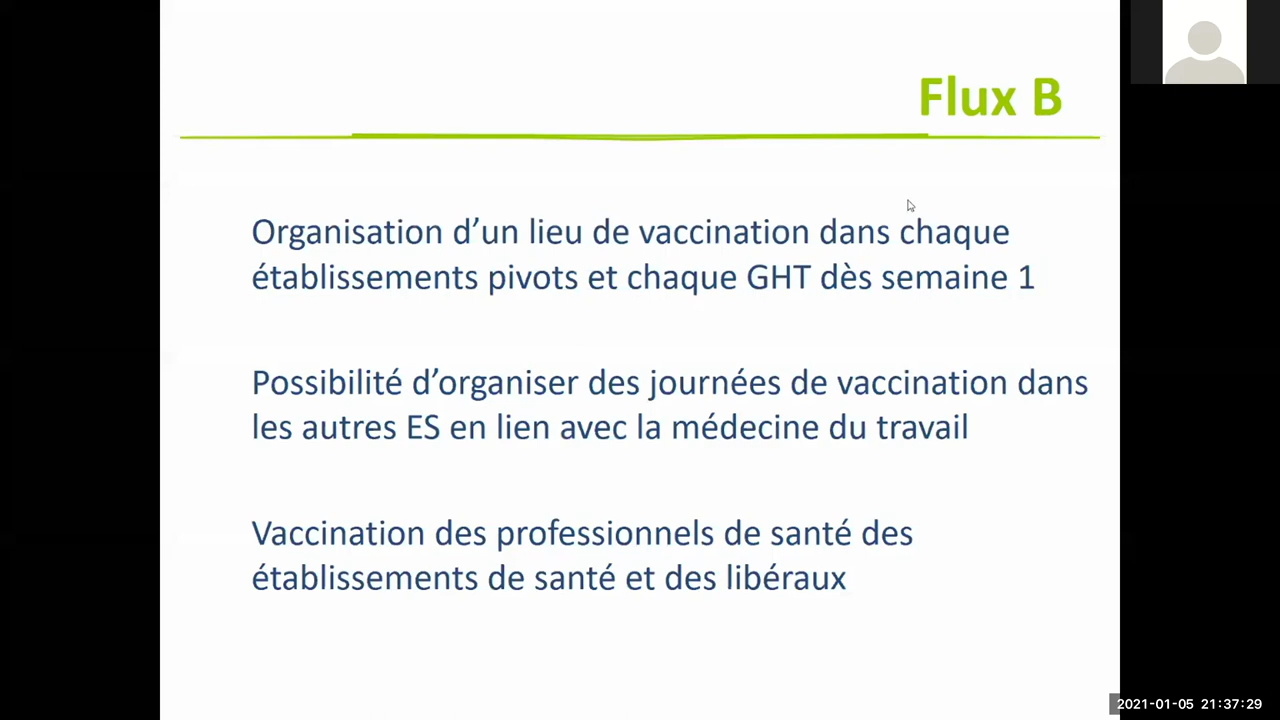 Flux B
Organisation d’un lieu de vaccination dans chaque
établissements pivots et chaque GHT dès semaine 1
Possibilité d’organiser des journées de vaccination dans
les autres ES en lien avec la médecine du travail
Vaccination des professionnels de santé des
établissements de santé et des libéraux
2021-01-05 21:37:29